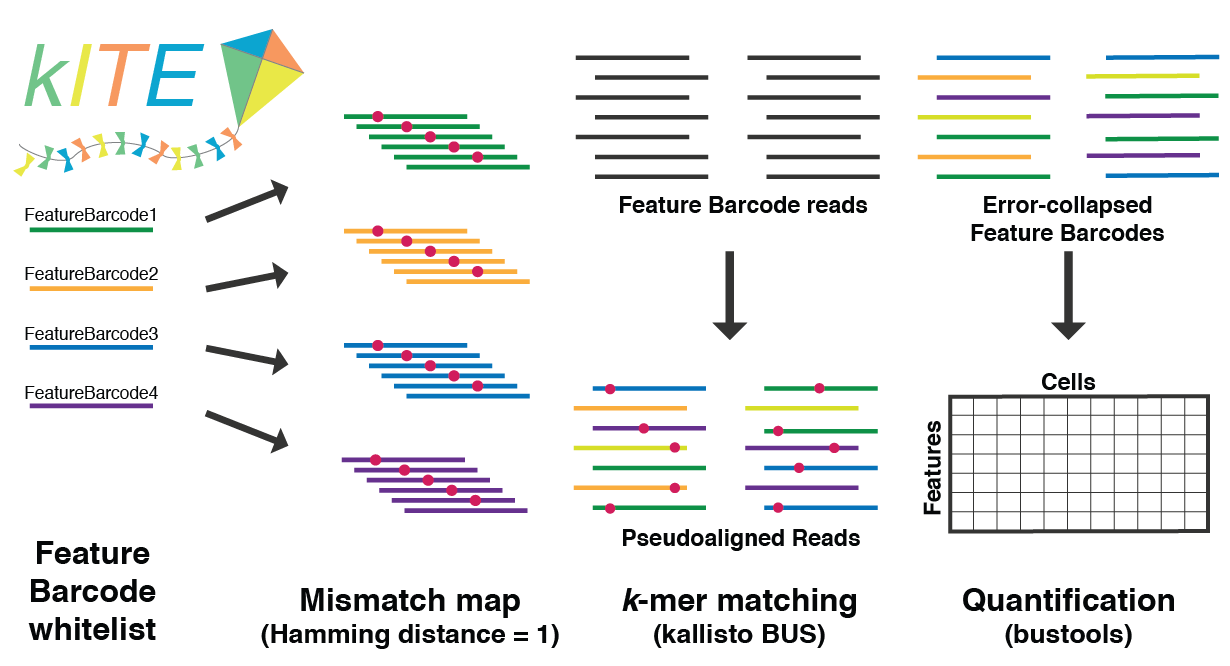 kITE
FeatureBarcode1
FeatureBarcode2
FeatureBarcode3
FeatureBarcode4
Feature
Barcode
whitelist
Mismatch map
(Hamming distance = 1)
Feature Barcode reads
Pseudoaligned Reads
k-mer matching
(kallisto BUS)
Error-collapsed
Feature Barcodes
Cells
Features
Quantification
(bustools)